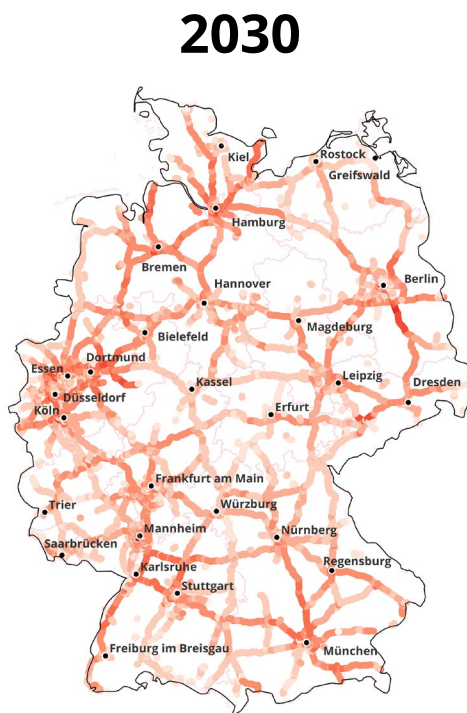 2030
Kiel
Rostock
Greifswald
Hamburg
Bremen
Berlin
Hannover
Magdeburg
Bielefeld
Dortmund
Essen
Kassel
Leipzig
Dresden
Düsseldorf
Köln
Erfurt
Frankfurt am Main
Trier
Würzburg
Mannheim
Nürnberg
Saarbrücken
Regensburg
Karlsruhe
Stuttgart
Freiburg im Breisgau
München